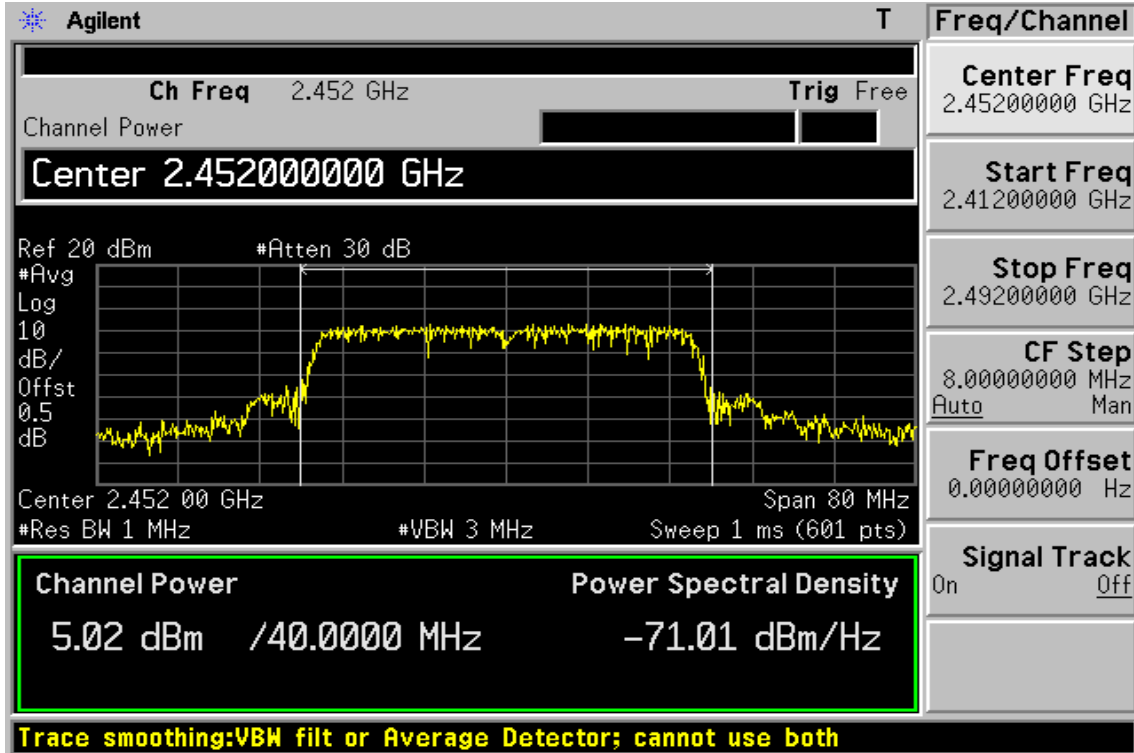 Agilent T Freq/Channel
Ch Freq 2.452 GHz Trig Free
Channel Power
Center 2.452000000 GHz
Ref 20 dBm #Atten 30 dB
#Avg
Log
10
dB/
Offst
0.5
dB
Center 2.452 00 GHz Span 80 MHz
#Res BW 1 MHz #VBW 3 MHz Sweep 1 ms (601 pts)
Channel Power Power Spectral Density
5.02 dBm /40.0000 MHz -71.01 dBm/Hz
Trace smoothing:VBW filt or Average Detector; cannot use both
Center Freq
2.45200000 GHz
Start Freq
2.41200000 GHz
Stop Freq
2.49200000 GHz
CF Step
8.00000000 MHz
Auto Man
Freq Offset
0.00000000 Hz
Signal Track
On Off